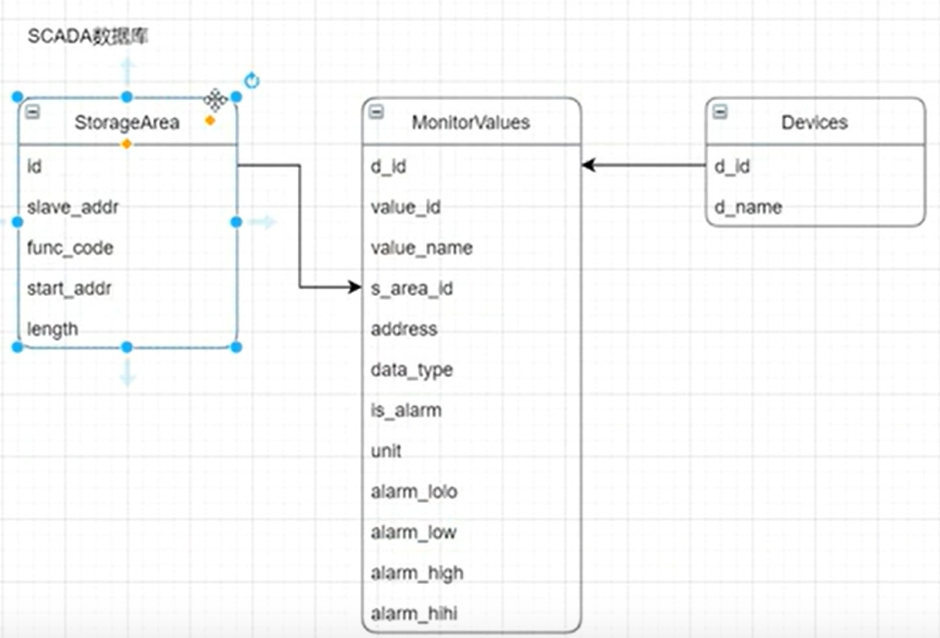 SCADA数据库
StorageArea
id
slave_addr
func_code
start_addr
length
MonitorValues
d_id
value_id
value_name
s_area_id
address
data_type
is_alarm
unit
alarm_lolo
alarm_low
alarm_high
alarm_hihi
Devices
d_id
d_name